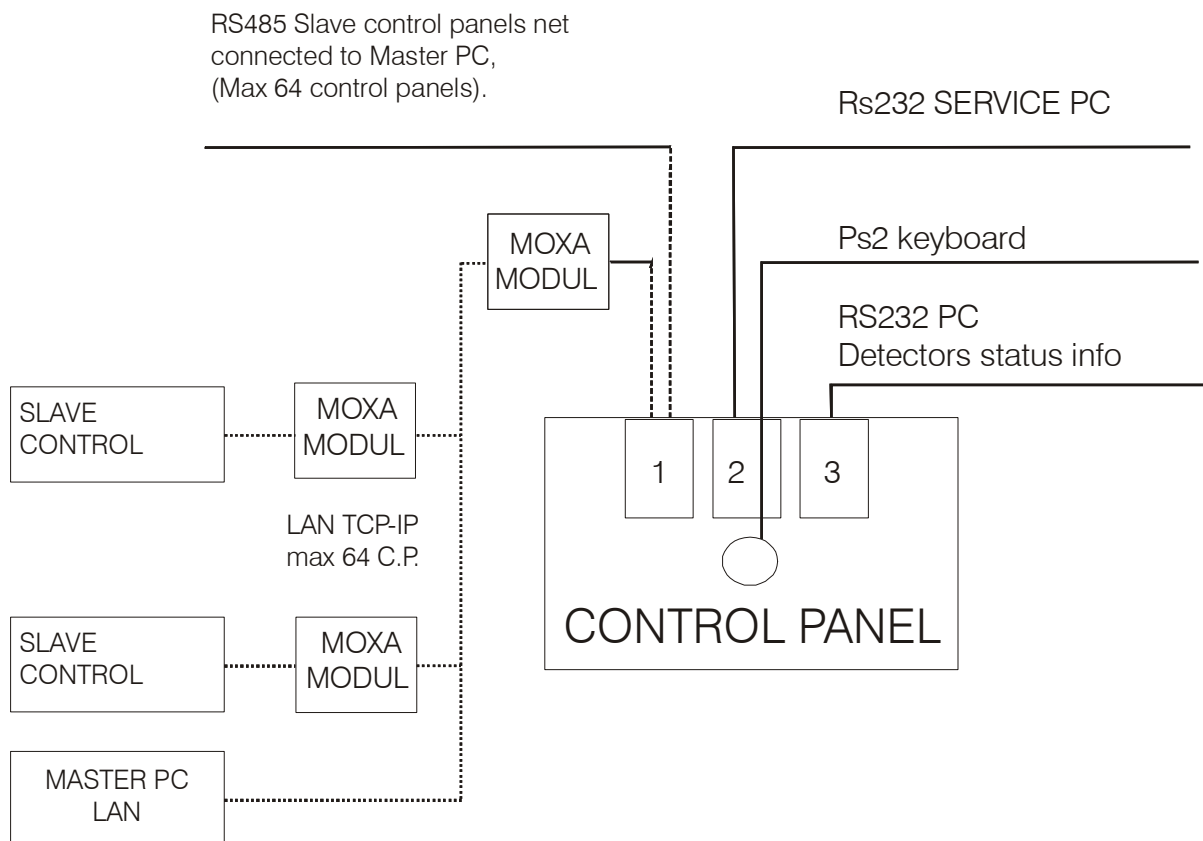 RS485 Slave control panels net
connected to Master PC,
(Max 64 control panels).
Rs232 SERVICE PC
MOXA
MODUL
Ps2 keyboard
RS232 PC
Detectors status info
SLAVE
CONTROL
MOXA
MODUL
1
2
3
LAN TCP-IP
max 64 C.P.
CONTROL PANEL
SLAVE
CONTROL
MOXA
MODUL
MASTER PC
LAN